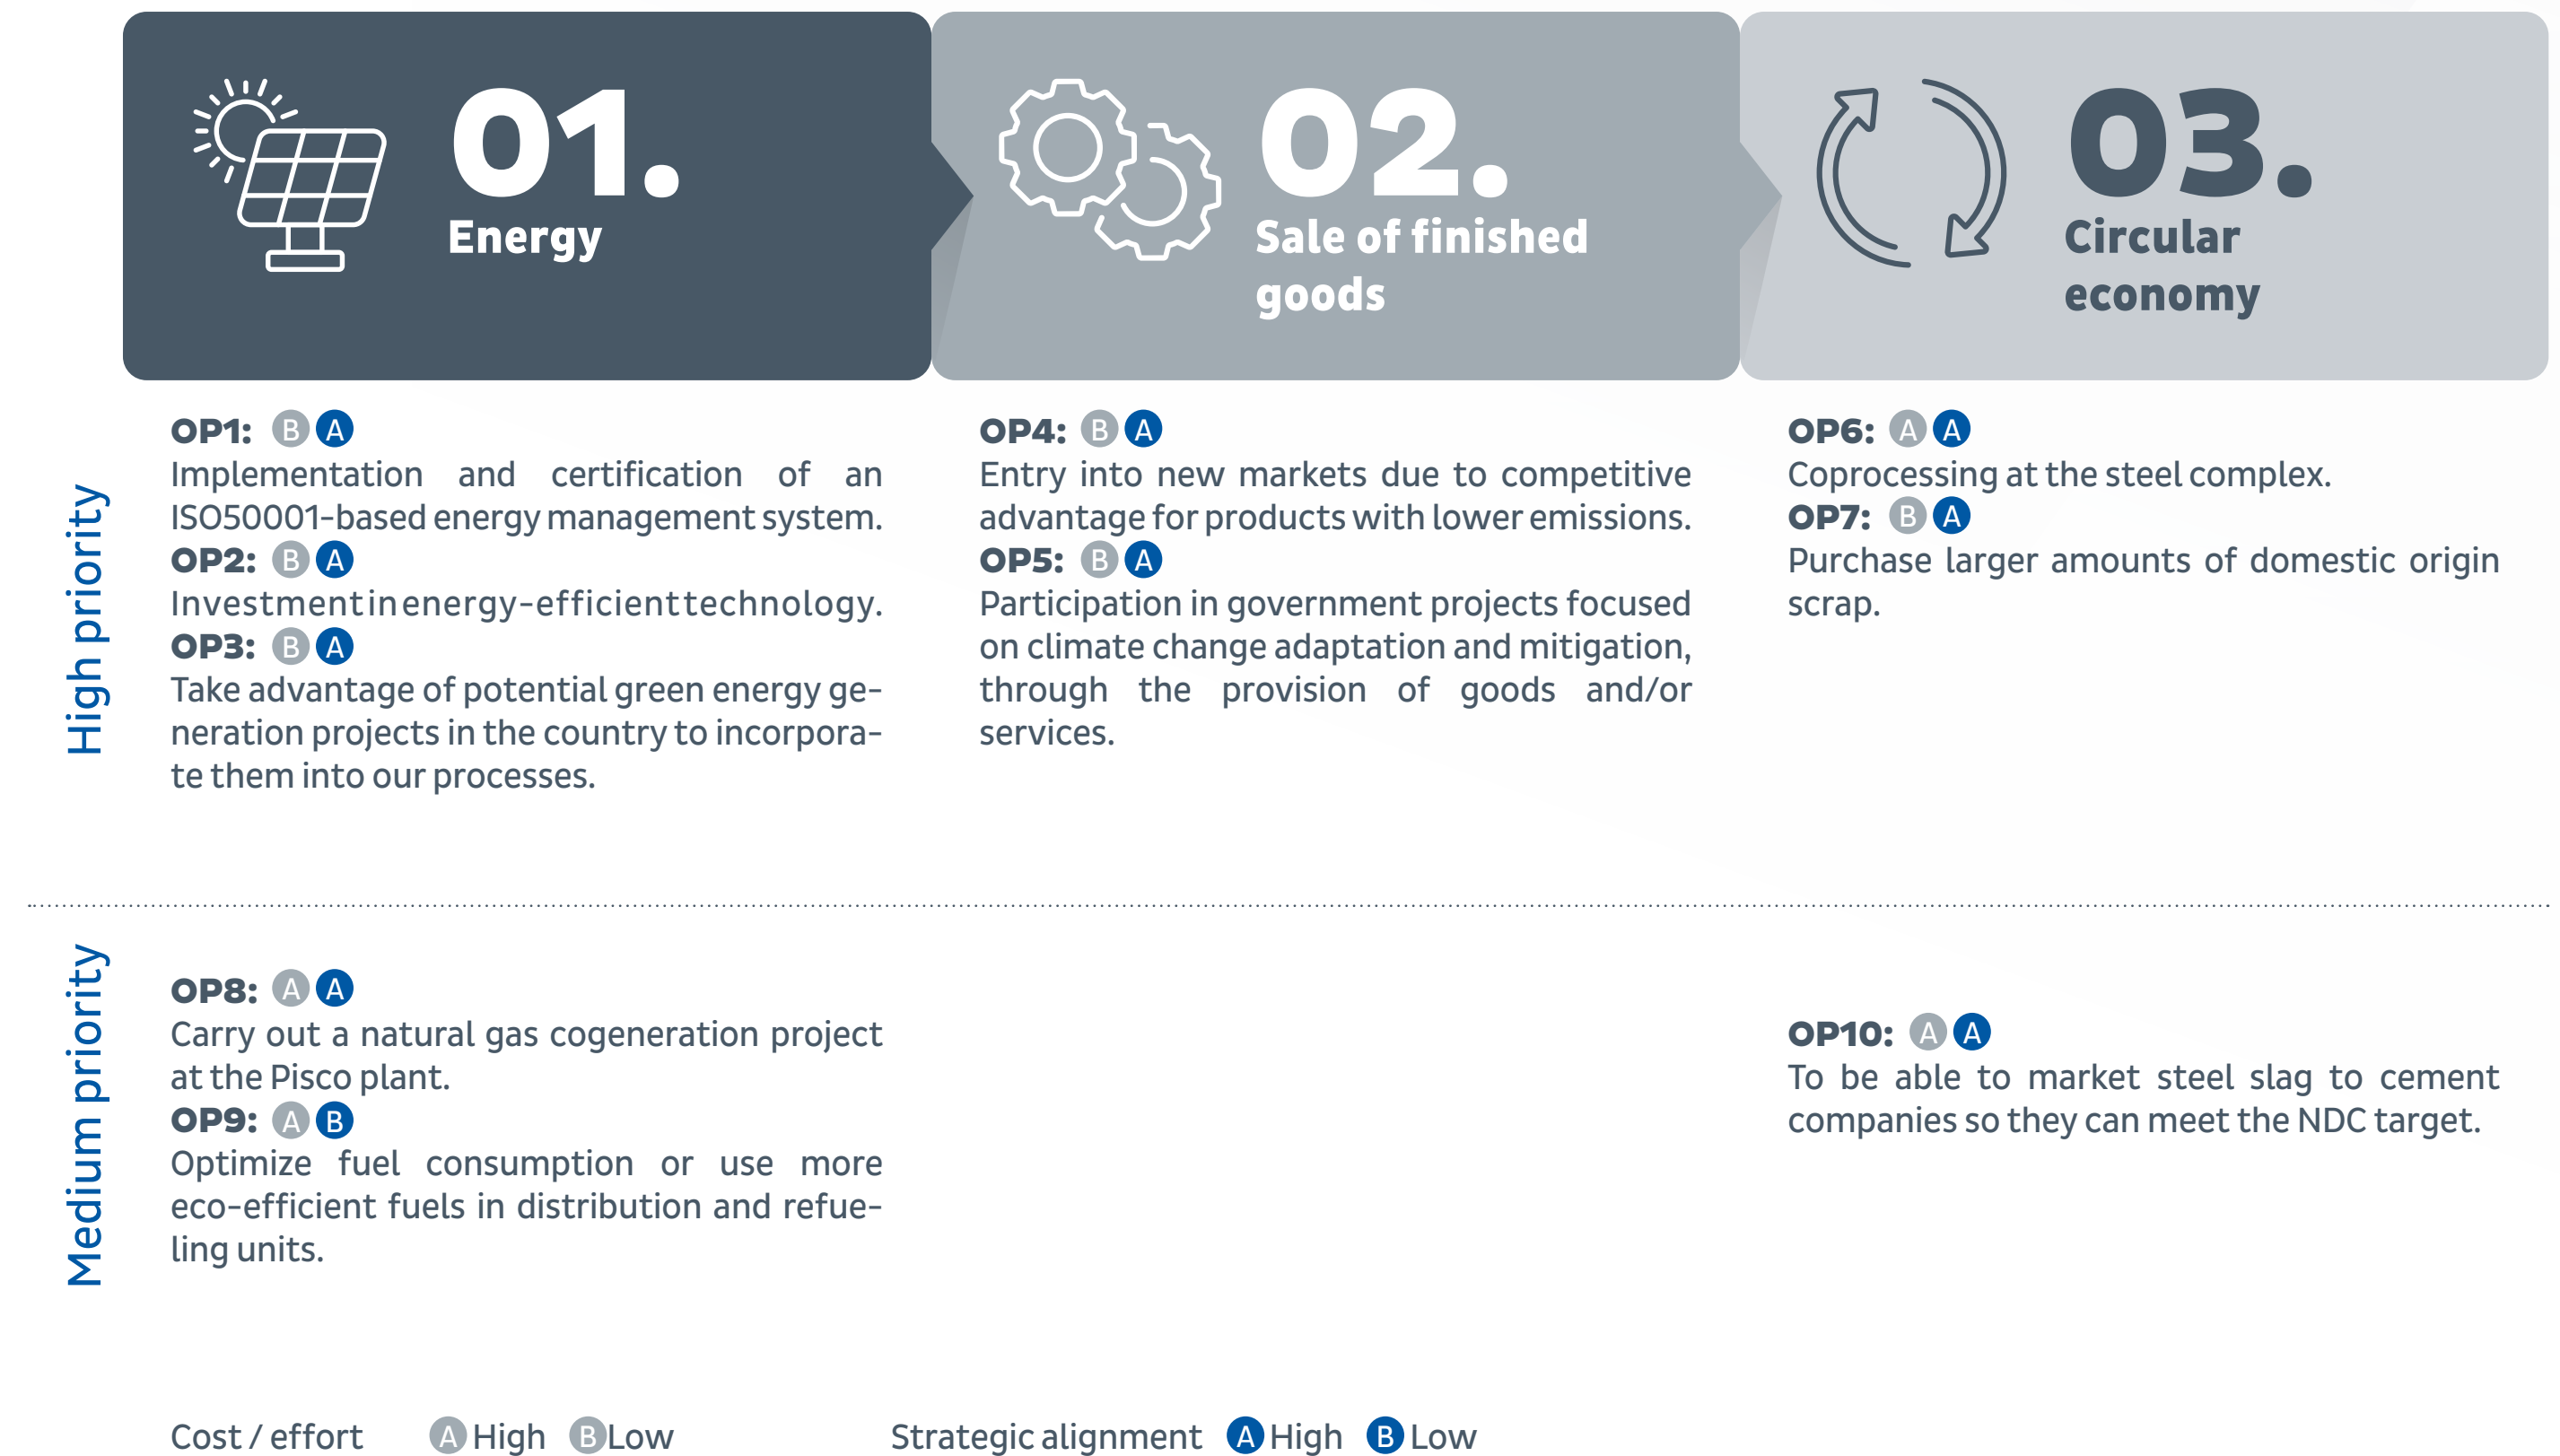 01.
Energy
02.
Sale of finished
goods
03.
Circular
economy
High priority
OP1: B A
Implementation and certification of an
ISO50001-based energy management system.
OP2: B A
Investment in energy-efficient technology.
OP3: B A
Take advantage of potential green energy ge-
neration projects in the country to incorpora-
te them into our processes.
OP4: B A
Entry into new markets due to competitive
advantage for products with lower emissions.
OP5: B A
Participation in government projects focused
on climate change adaptation and mitigation,
through the provision of goods and/or
services.
OP6: A A
Coprocessing at the steel complex.
OP7: B A
Purchase larger amounts of domestic origin
scrap.
Medium priority
OP8: A A
Carry out a natural gas cogeneration project
at the Pisco plant.
OP9: A B
Optimize fuel consumption or use more
eco-efficient fuels in distribution and refue-
ling units.
OP10: A A
To be able to market steel slag to cement
companies so they can meet the NDC target.
Cost / effort A High B Low
Strategic alignment A High B Low